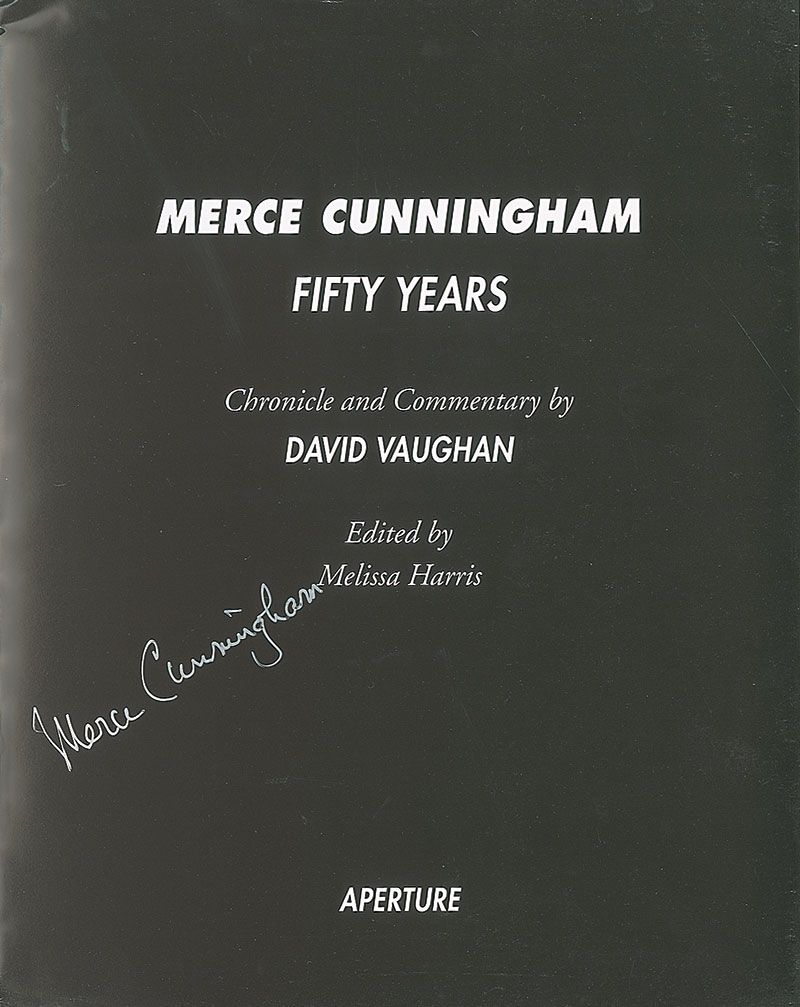 MERCE CUNNINGHAM
FIFTY YEARS
Chronicle and Commentary by
DAVID VAUGHAN
Edited by
Melissa Harris
Merce Cunningham
APERTURE